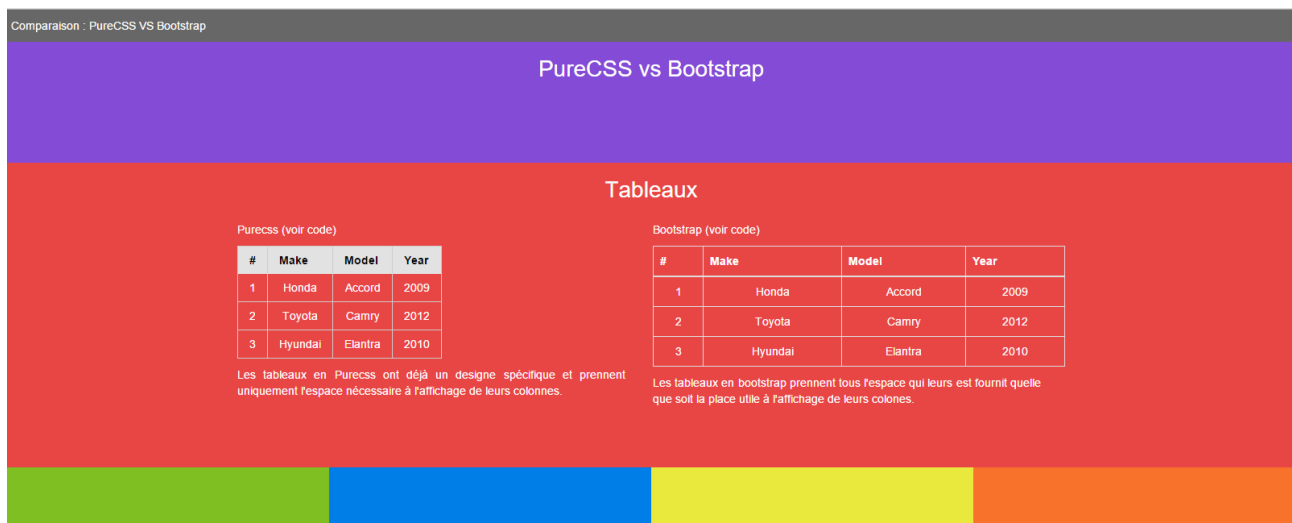 Comparaison : PureCSS VS Bootstrap
PureCSS vs Bootstrap
Tableaux
Purecss (voir code)
# Make Model Year
1 Honda Accord 2009
2 Toyota Camry 2012
3 Hyundai Elantra 2010
Les tableaux en Purecss ont déjà un designe spécifique et prennent
uniquement l'espace nécessaire à l'affichage de leurs colonnes.
Bootstrap (voir code)
# Make Model Year
1 Honda Accord 2009
2 Toyota Camry 2012
3 Hyundai Elantra 2010
Les tableaux en bootstrap prennent tous l'espace qui leurs est fournit quelle
que soit la place utile à l'affichage de leurs colones.